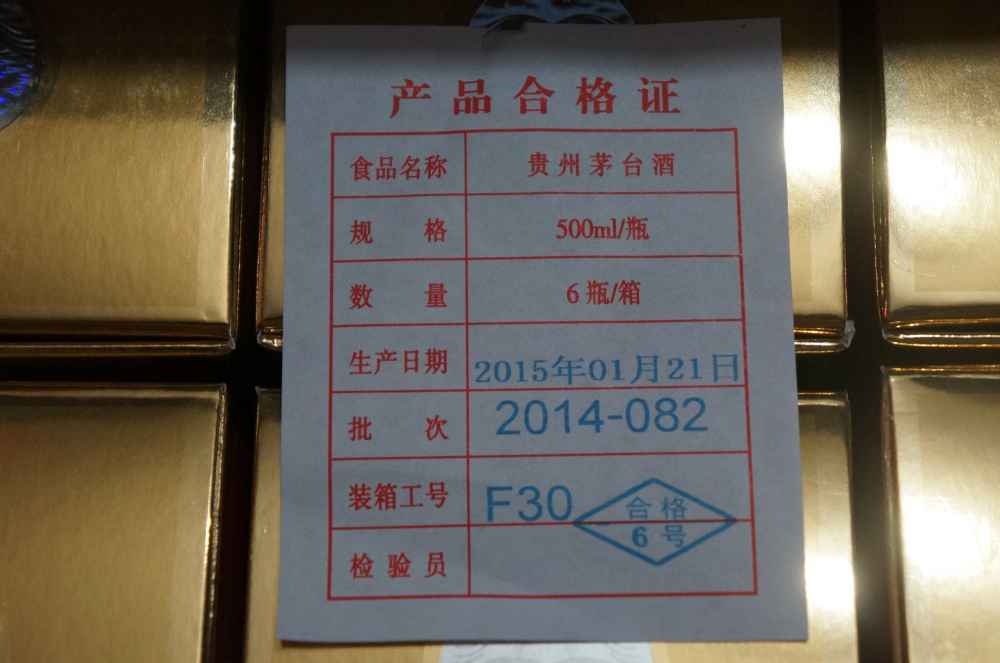 产品合格证
食品名称 贵州茅台酒
规格 500ml/瓶
数量 6瓶/箱
生产日期 2015年01月21日
批次 2014-082
装箱工号 F30
合格
6号
检验员